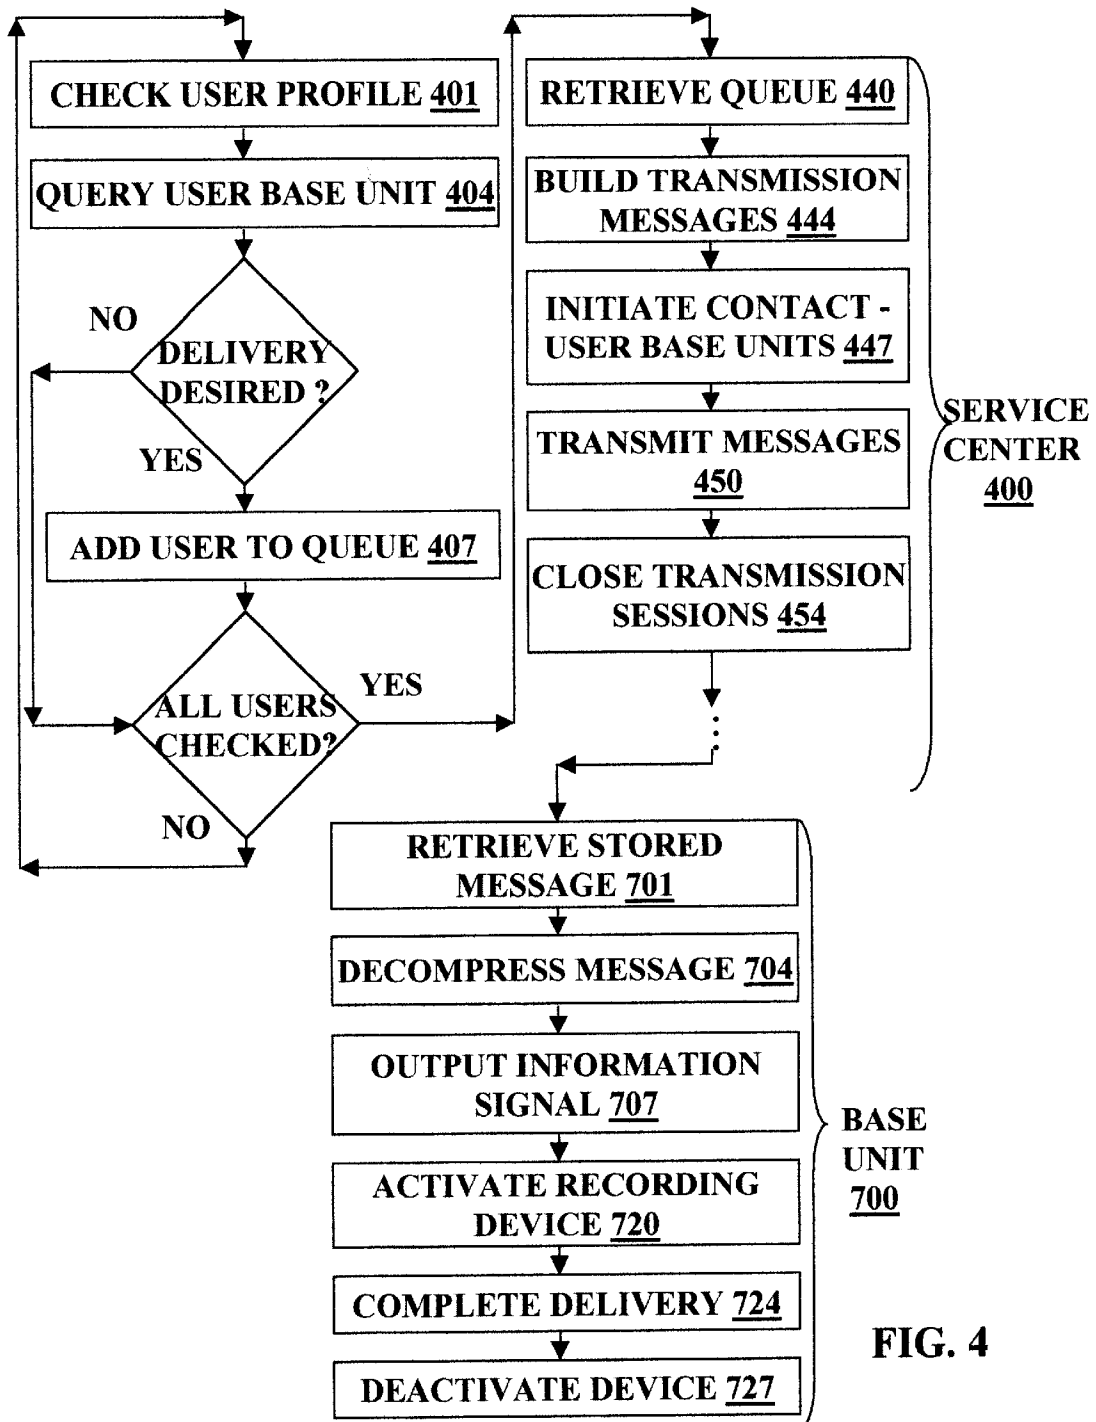 CHECK USER PROFILE 401
QUERY USER BASE UNIT 404
NO
DELIVERY
DESIRED ?
YES
ADD USER TO QUEUE 407
ALL USERS
CHECKED?
YES
NO
RETRIEVE QUEUE 440
BUILD TRANSMISSION
MESSAGES 444
INITIATE CONTACT -
USER BASE UNITS 447
TRANSMIT MESSAGES
450
CLOSE TRANSMISSION
SESSIONS 454
SERVICE
CENTER
400
RETRIEVE STORED
MESSAGE 701
DECOMPRESS MESSAGE 704
OUTPUT INFORMATION
SIGNAL 707
ACTIVATE RECORDING
DEVICE 720
COMPLETE DELIVERY 724
DEACTIVATE DEVICE 727
BASE
UNIT
700
FIG. 4